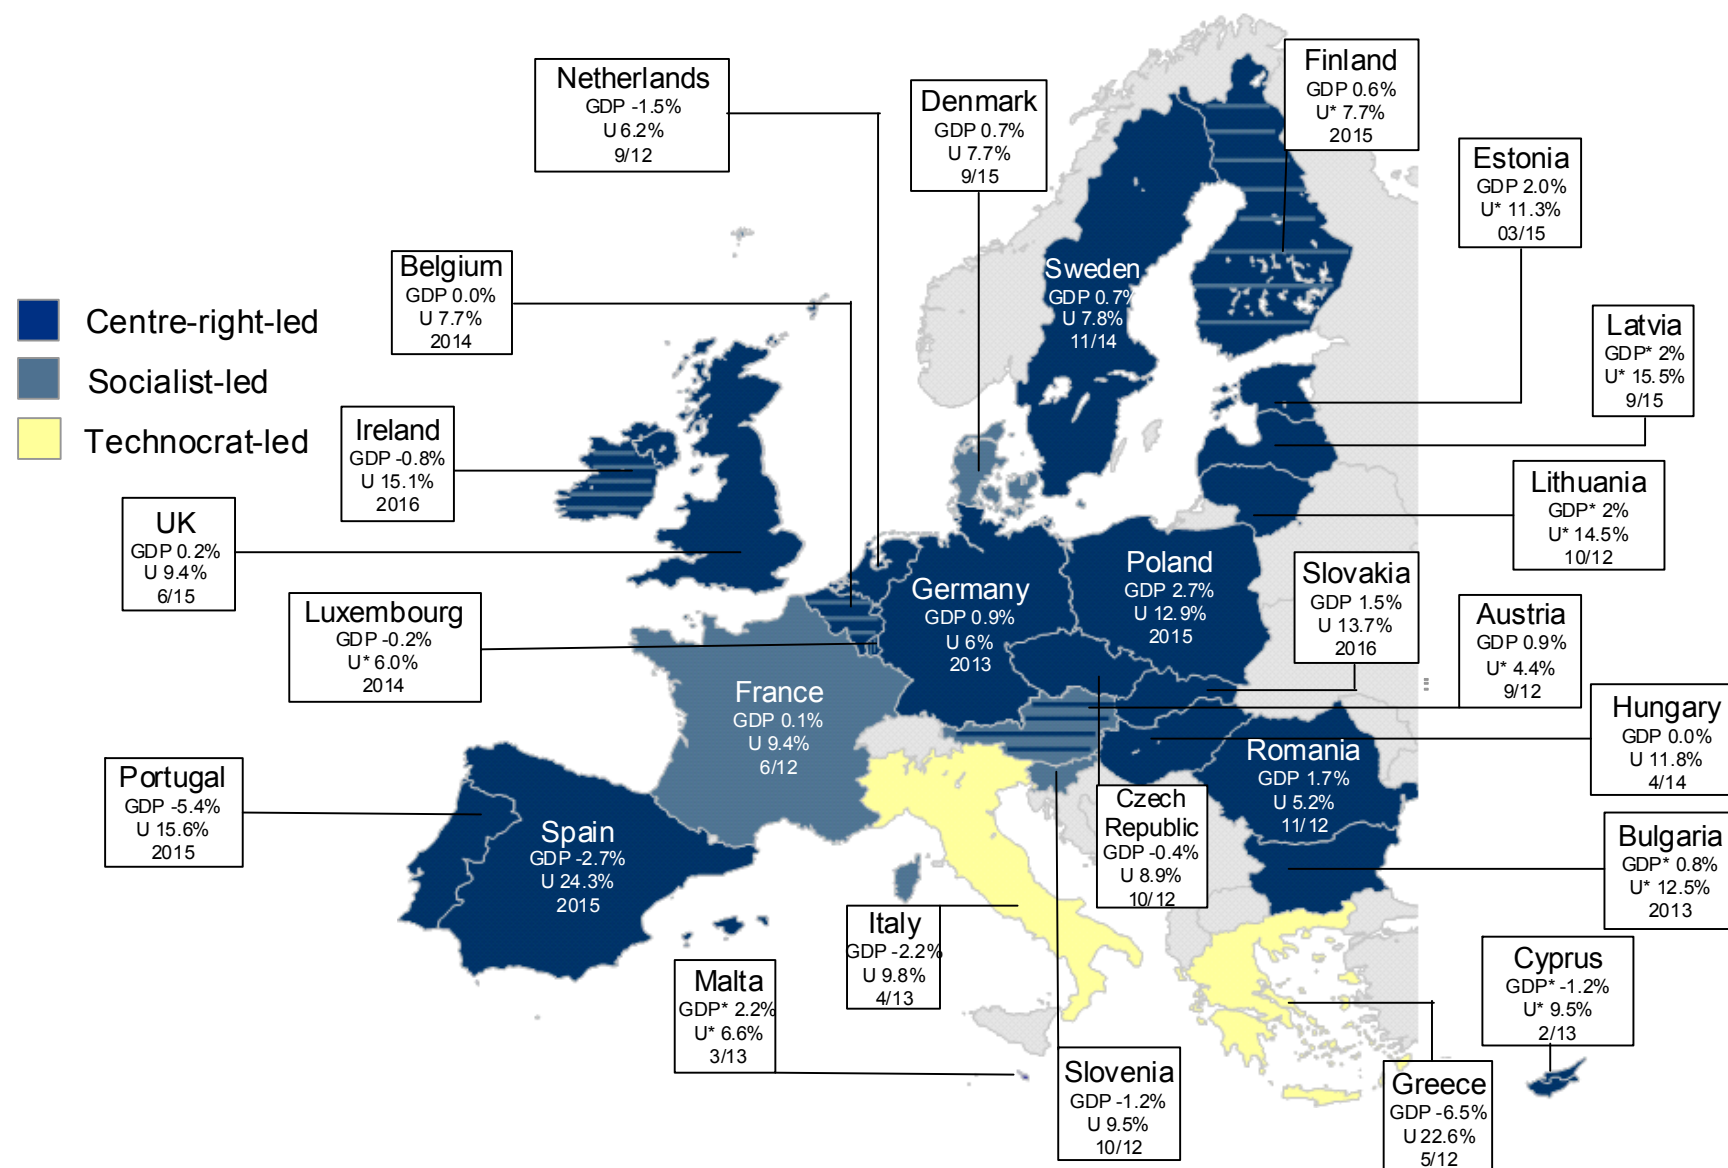 Netherlands
GDP -1.5%
U 6.2%
9/12
Denmark
GDP 0.7%
U 7.7%
9/15
Finland
GDP 0.6%
U* 7.7%
2015
Estonia
GDP 2.0%
U* 11.3%
03/15
Belgium
GDP 0.0%
U 7.7%
2014
Sweden
GDP 0.7%
U 7.8%
11/14
Latvia
GDP* 2%
U* 15.5%
9/15
Centre-right-led
Socialist-led
Technocrat-led
Ireland
GDP -0.8%
U 15.1%
2016
Lithuania
GDP* 2%
U* 14.5%
10/12
UK
GDP 0.2%
U 9.4%
6/15
Luxembourg
GDP -0.2%
U* 6.0%
2014
Germany
GDP 0.9%
U 6%
2013
Poland
GDP 2.7%
U 12.9%
2015
Slovakia
GDP 1.5%
U 13.7%
2016
Austria
GDP 0.9%
U* 4.4%
9/12
France
GDP 0.1%
U 9.4%
6/12
Hungary
GDP 0.0%
U 11.8%
4/14
Romania
GDP 1.7%
U 5.2%
11/12
Portugal
GDP -5.4%
U 15.6%
2015
Spain
GDP -2.7%
U 24.3%
2015
Czech
Republic
GDP -0.4%
U 8.9%
10/12
Bulgaria
GDP* 0.8%
U* 12.5%
2013
Italy
GDP -2.2%
U 9.8%
4/13
Malta
GDP* 2.2%
U* 6.6%
3/13
Cyprus
GDP* -1.2%
U* 9.5%
2/13
Slovenia
GDP -1.2%
U 9.5%
10/12
Greece
GDP -6.5%
U 22.6%
5/12